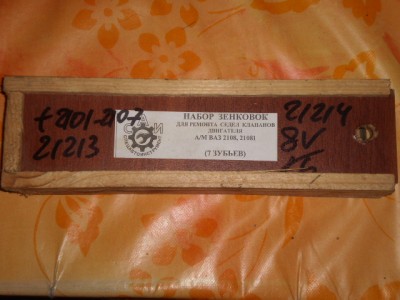 +2101-2107
21213
НАБОР ЗЕНКОВОК
ДЛЯ РЕМОНТА СЕДЕЛ КЛАПАНОВ
ДВИГАТЕЛЯ
А/М ВАЗ 2108, 21081
(7 ЗУБЬЕВ)
21214
8V